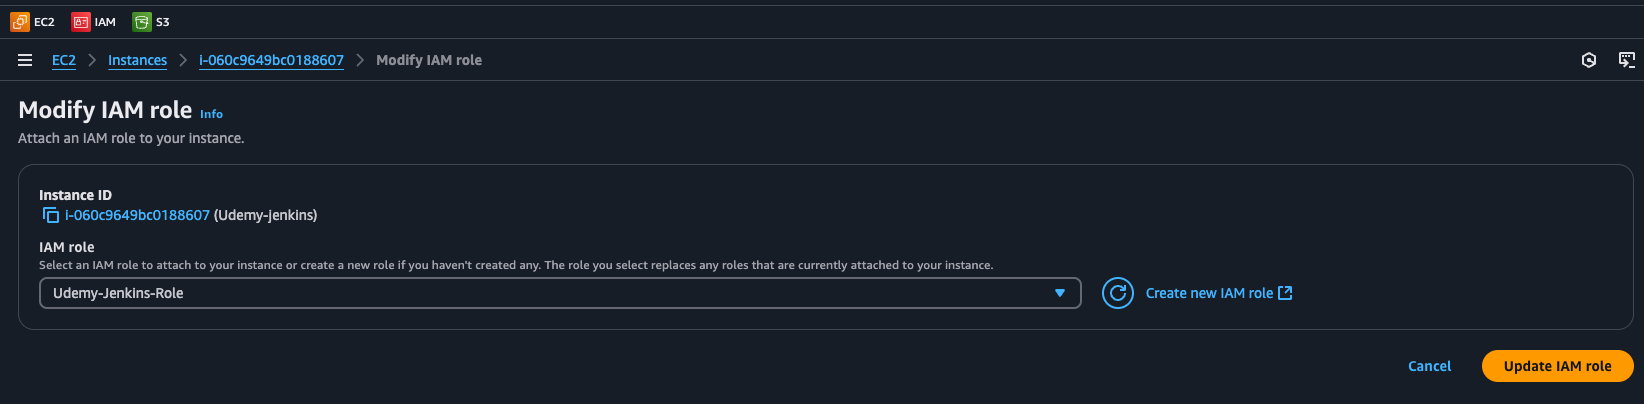 EC2 IAM S3
EC2 Instances i-060c9649bc0188607 Modify IAM role
Modify IAM role Info
Attach an IAM role to your instance.
Instance ID
i-060c9649bc0188607 (Udemy-jenkins)
IAM role
Select an IAM role to attach to your instance or create a new role if you haven't created any. The role you select replaces any roles that are currently attached to your instance.
Udemy-Jenkins-Role Create new IAM role
Cancel Update IAM role